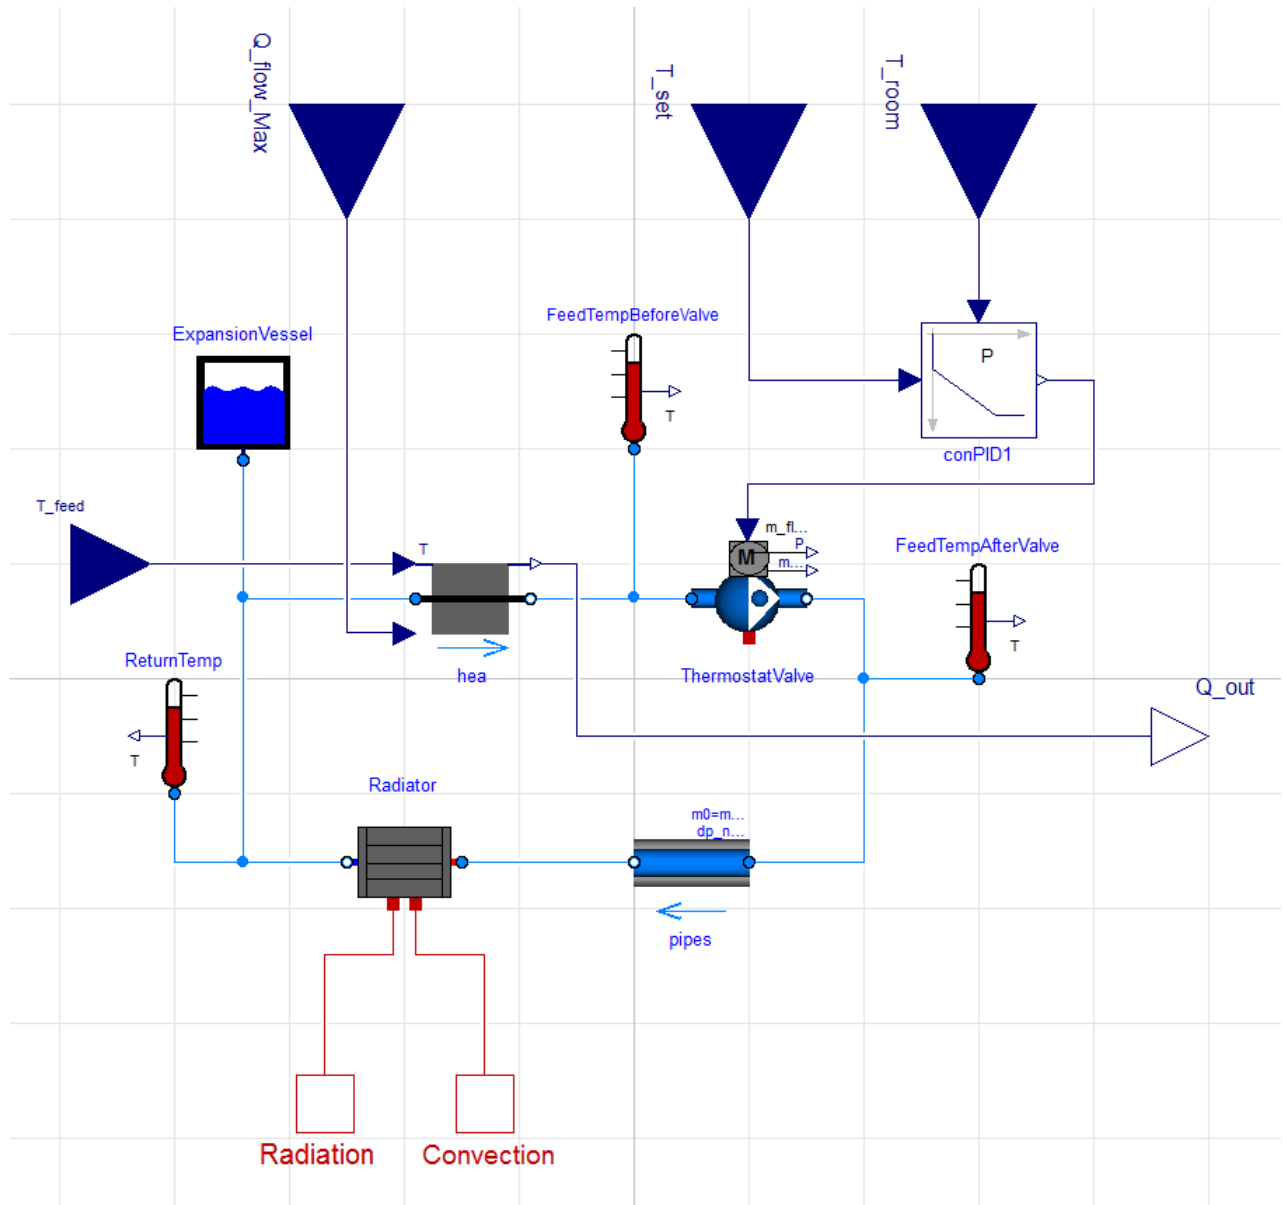 Q_flow_Max
T_set
T_room
FeedTempBeforeValve
ExpansionVessel
P
T
conPID1
T_feed
T
m_fl...
P
m...
M
FeedTempAfterValve
T
ReturnTemp
hea
ThermostatValve
Q_out
T
Radiator
m0=m...
dp_n...
pipes
Radiation
Convection